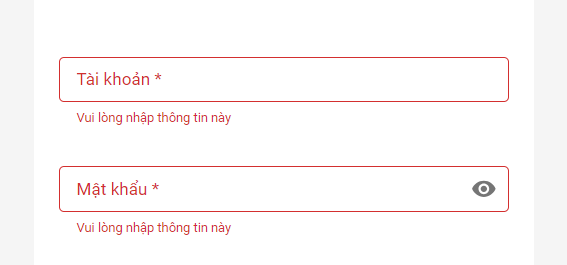 Tài khoản *
Vui lòng nhập thông tin này
Mật khẩu *
Vui lòng nhập thông tin này